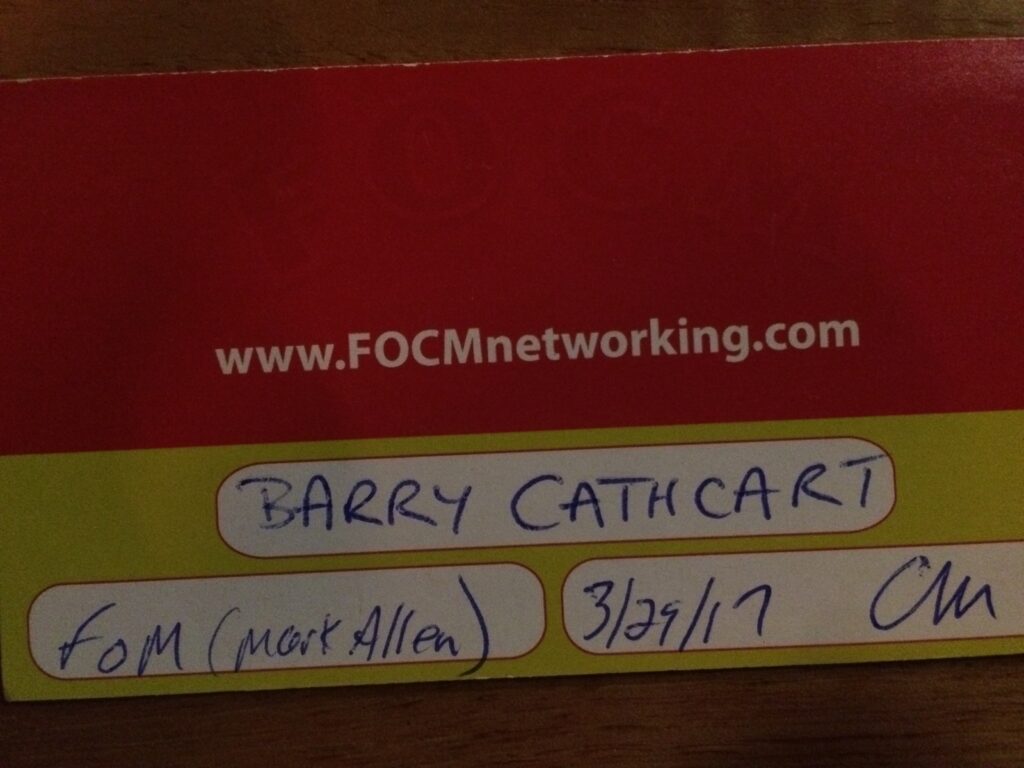 www.FOCMnetworking.com
BARRY CATHCART
FOM (Mark Allen)
3/29/17 CM